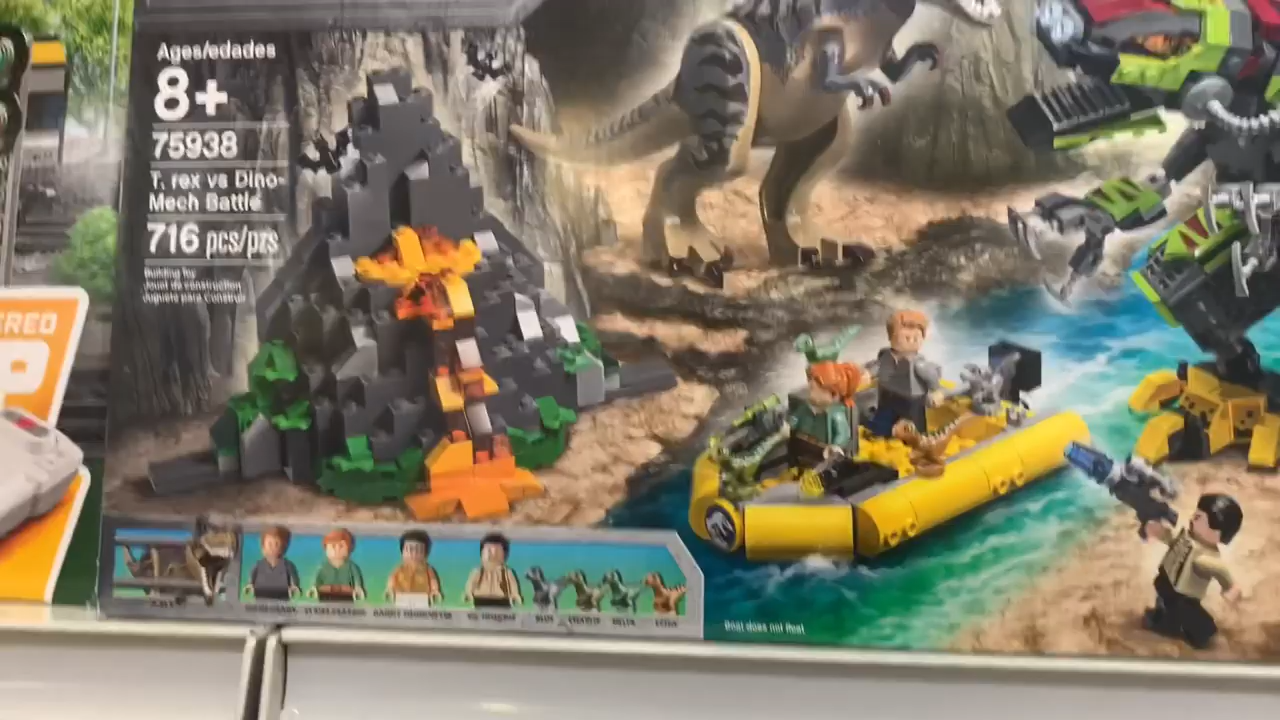 Ages/edades
8+
75938
T. rex vs Dino-
Mech Battle
716 pcs/pzs
Building Toy
Jouet de construction
Juguete para Construir
ERED
P
Boat does not float